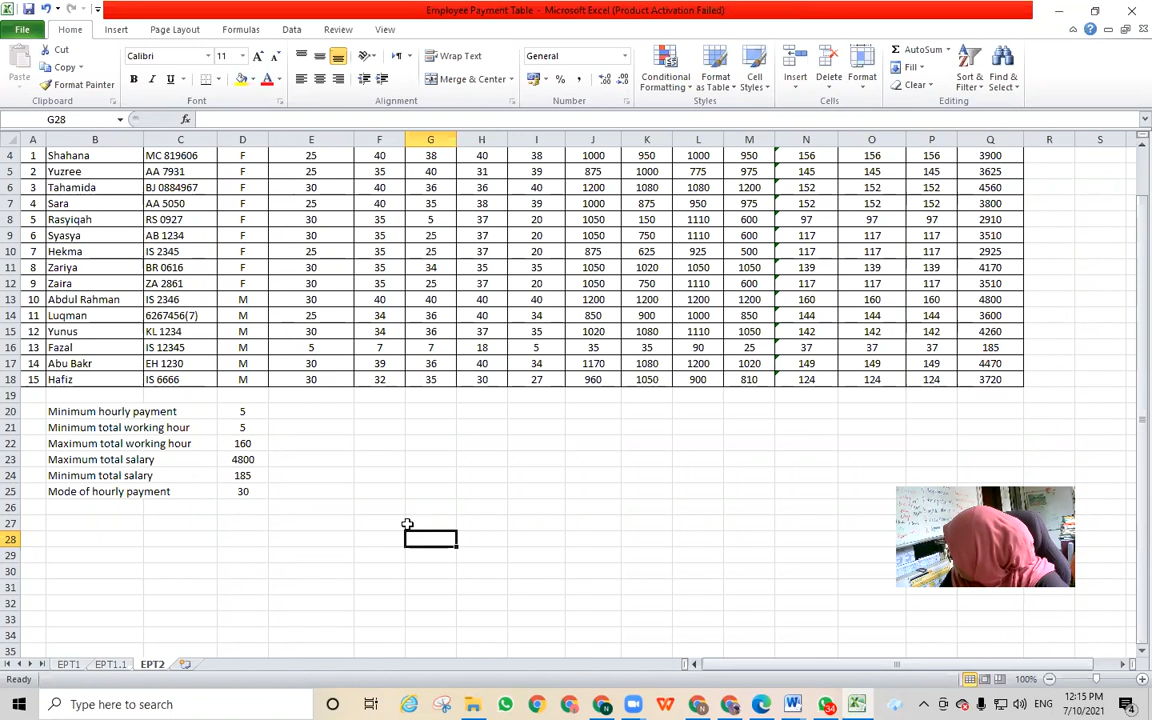 Employee Payment Table - Microsoft Excel (Product Activation Failed)
File Home Insert Page Layout Formulas Data Review View
Paste Cut Copy Format Painter Clipboard
Calibri 11 B I U A Font
Wrap Text Merge & Center Alignment
General % , Number
Conditional Formatting Format as Table Cell Styles Styles
Insert Delete Format Cells
AutoSum Fill Clear Sort & Filter Find & Select Editing
G28 fx
A B C D E F G H I J K L M N O P Q R S
4 1 Shahana MC 819606 F 25 40 38 40 38 1000 950 1000 950 156 156 156 3900
5 2 Yuzree AA 7931 F 25 35 40 31 39 875 1000 775 975 145 145 145 3625
6 3 Tahamida BJ 0884967 F 30 40 36 36 40 1200 1080 1080 1200 152 152 152 4560
7 4 Sara AA 5050 F 25 40 35 38 39 1000 875 950 975 152 152 152 3800
8 5 Rasyiqah RS 0927 F 30 35 5 37 20 1050 150 1110 600 97 97 97 2910
9 6 Syasya AB 1234 F 30 35 25 37 20 1050 750 1110 600 117 117 117 3510
10 7 Hekma IS 2345 F 25 35 25 37 20 875 625 925 500 117 117 117 2925
11 8 Zariya BR 0616 F 30 35 34 35 35 1050 1020 1050 1050 139 139 139 4170
12 9 Zaira ZA 2861 F 30 35 25 37 20 1050 750 1110 600 117 117 117 3510
13 10 Abdul Rahman IS 2346 M 30 40 40 40 40 1200 1200 1200 1200 160 160 160 4800
14 11 Luqman 6267456(7) M 25 34 36 40 34 850 900 1000 850 144 144 144 3600
15 12 Yunus KL 1234 M 30 34 36 37 35 1020 1080 1110 1050 142 142 142 4260
16 13 Fazal IS 12345 M 5 7 7 18 5 35 35 90 25 37 37 37 185
17 14 Abu Bakr EH 1230 M 30 39 36 40 34 1170 1080 1200 1020 149 149 149 4470
18 15 Hafiz IS 6666 M 30 32 35 30 27 960 1050 900 810 124 124 124 3720
19
20 Minimum hourly payment 5
21 Minimum total working hour 5
22 Maximum total working hour 160
23 Maximum total salary 4800
24 Minimum total salary 185
25 Mode of hourly payment 30
26
27
28
29
30
31
32
33
34
35
EPT1 EPT1.1 EPT2
Ready 100%
Type here to search
34 ENG 12:15 PM 7/10/2021 4